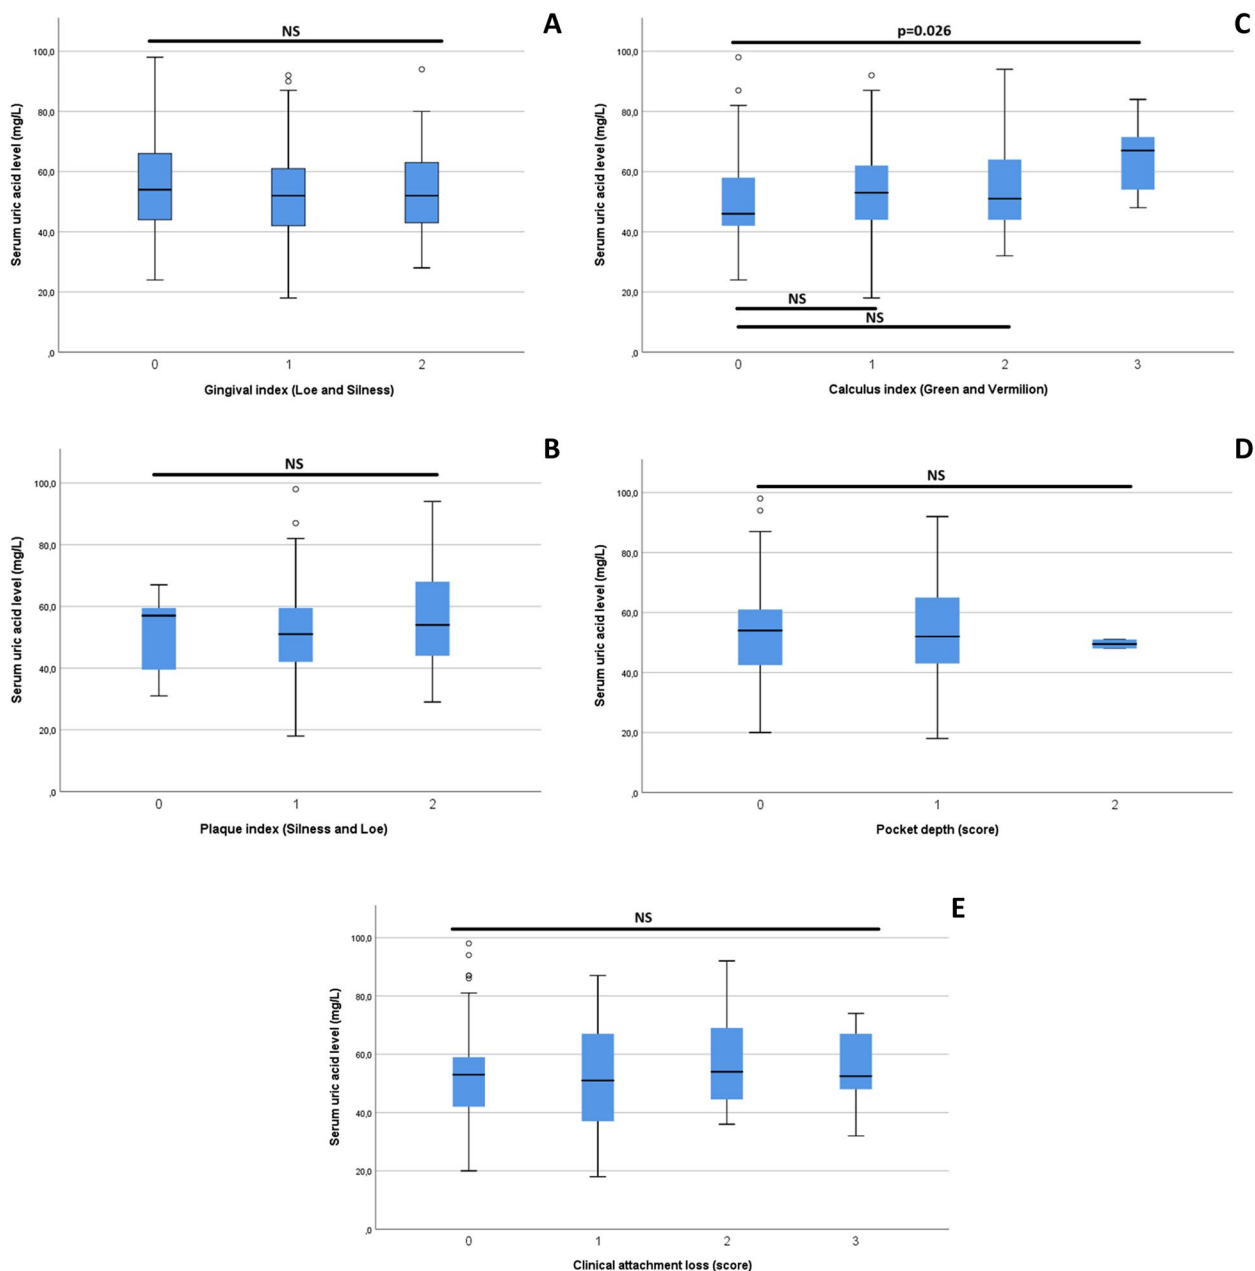 A
NS
100,0
80,0
60,0
40,0
20,0
,0
Serum uric acid level (mg/L)
0 1 2
Gingival index (Loe and Silness)
C
p=0.026
100,0
80,0
60,0
40,0
20,0
,0
Serum uric acid level (mg/L)
NS
NS
0 1 2 3
Calculus index (Green and Vermilion)
B
NS
100,0
80,0
60,0
40,0
20,0
,0
Serum uric acid level (mg/L)
0 1 2
Plaque index (Silness and Loe)
D
NS
100,0
80,0
60,0
40,0
20,0
,0
Serum uric acid level (mg/L)
0 1 2
Pocket depth (score)
E
NS
100,0
80,0
60,0
40,0
20,0
,0
Serum uric acid level (mg/L)
0 1 2 3
Clinical attachment loss (score)